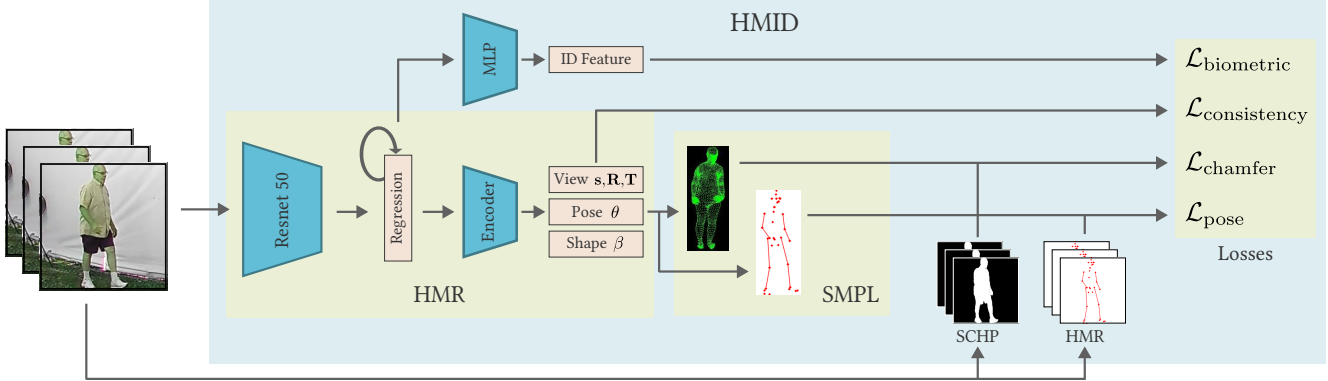 HMID
MLP
ID Feature
ℒbiometric
ℒconsistency
Resnet 50
Regression
Encoder
View s,R,T
Pose θ
Shape β
ℒchamfer
ℒpose
HMR
SMPL
Losses
SCHP
HMR